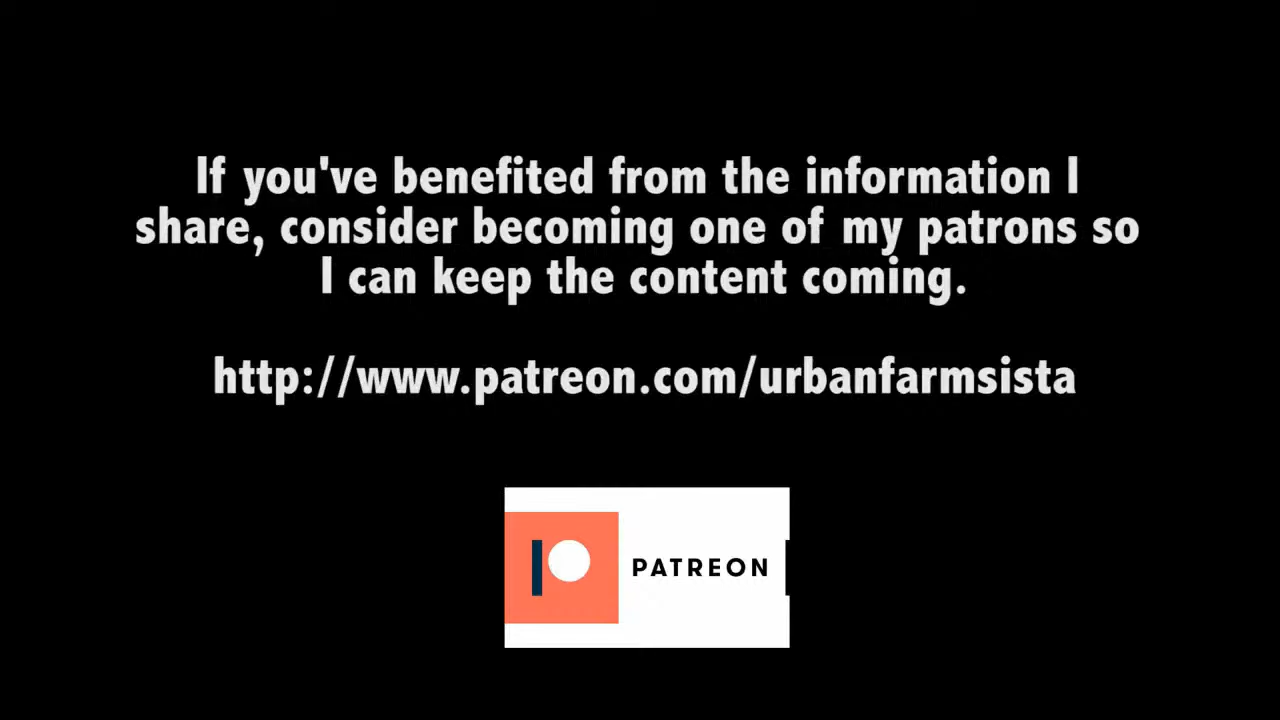 If you've benefited from the information I
share, consider becoming one of my patrons so
I can keep the content coming.
http://www.patreon.com/urbanfarmsista
PATREON